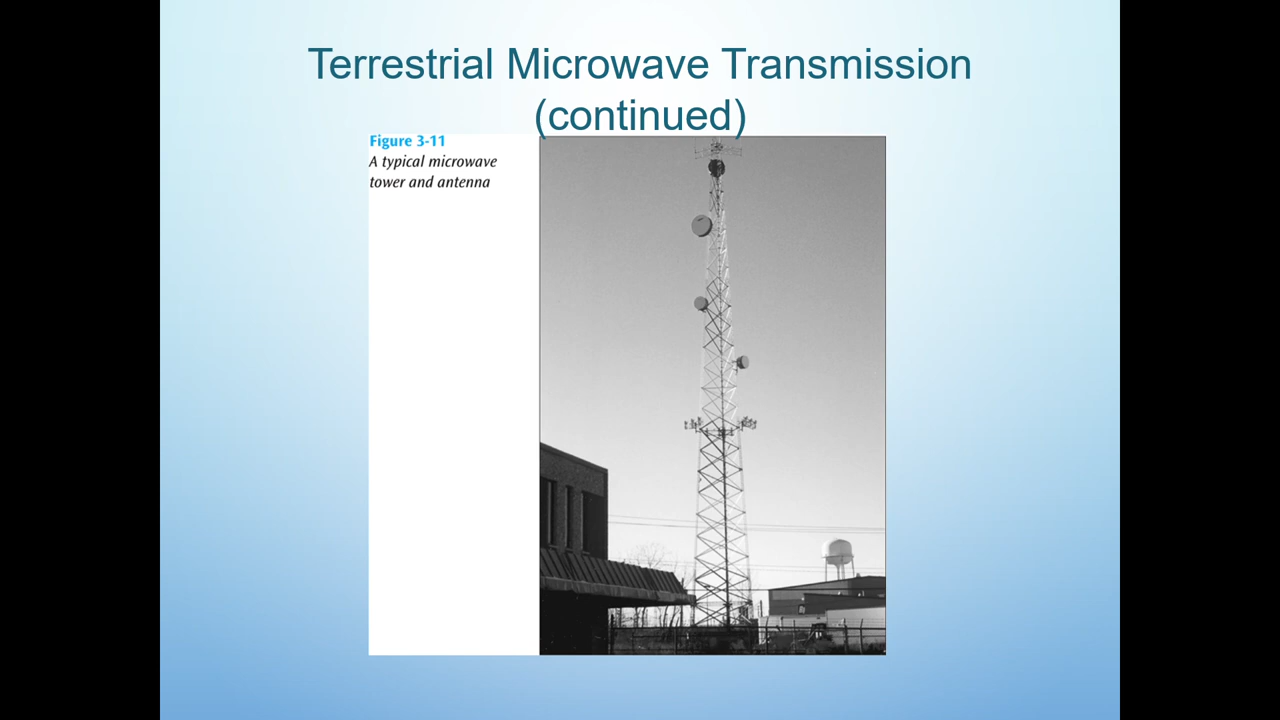 Terrestrial Microwave Transmission
(continued)
Figure 3-11
A typical microwave
tower and antenna